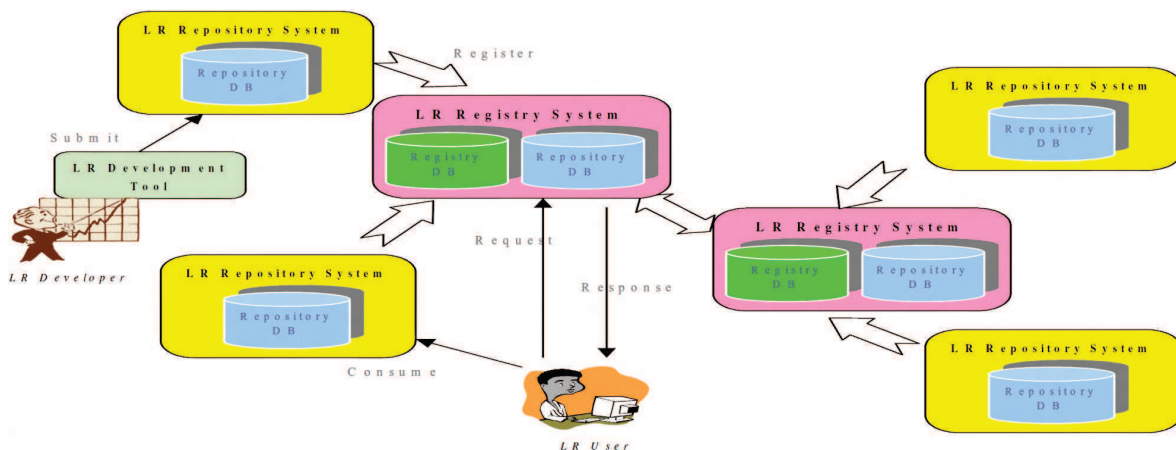 LR Repository System
Repository
DB
Register
LR Repository System
Repository
DB
LR Registry System
Registry
DB
Repository
DB
Submit
LR Development
Tool
LR Developer
Request
LR Registry System
Registry
DB
Repository
DB
LR Repository System
Repository
DB
Response
Consume
LR Repository System
Repository
DB
LR User